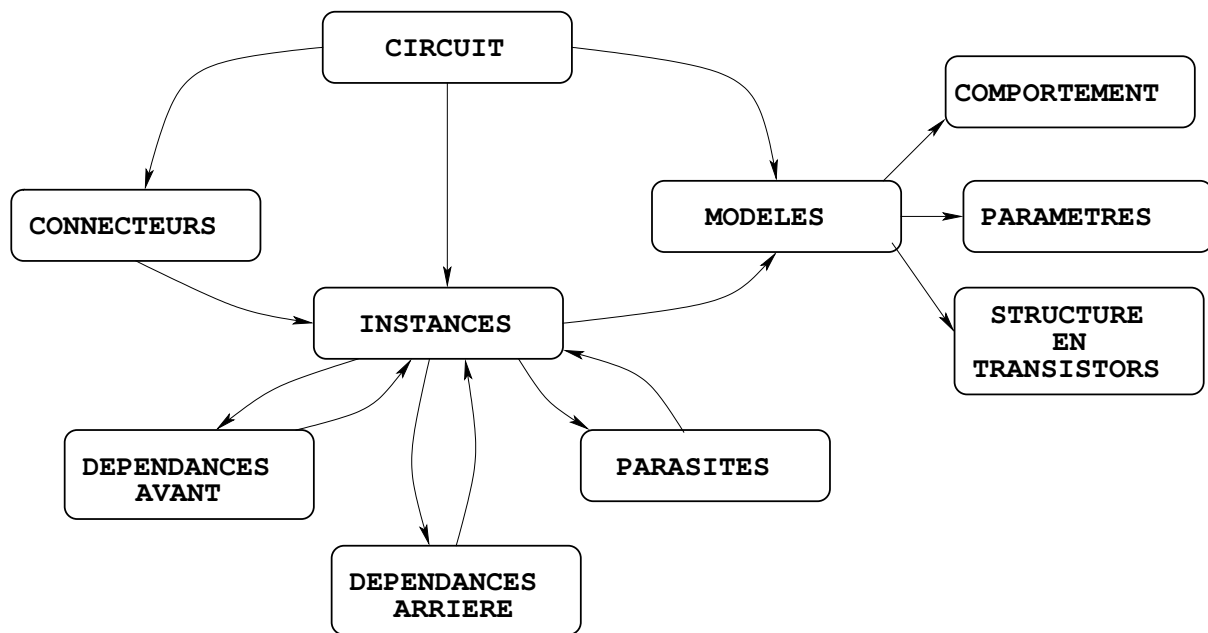 CIRCUIT
COMPORTEMENT
CONNECTEURS
MODELES
PARAMETRES
INSTANCES
STRUCTURE
EN
TRANSISTORS
DEPENDANCES
AVANT
PARASITES
DEPENDANCES
ARRIERE